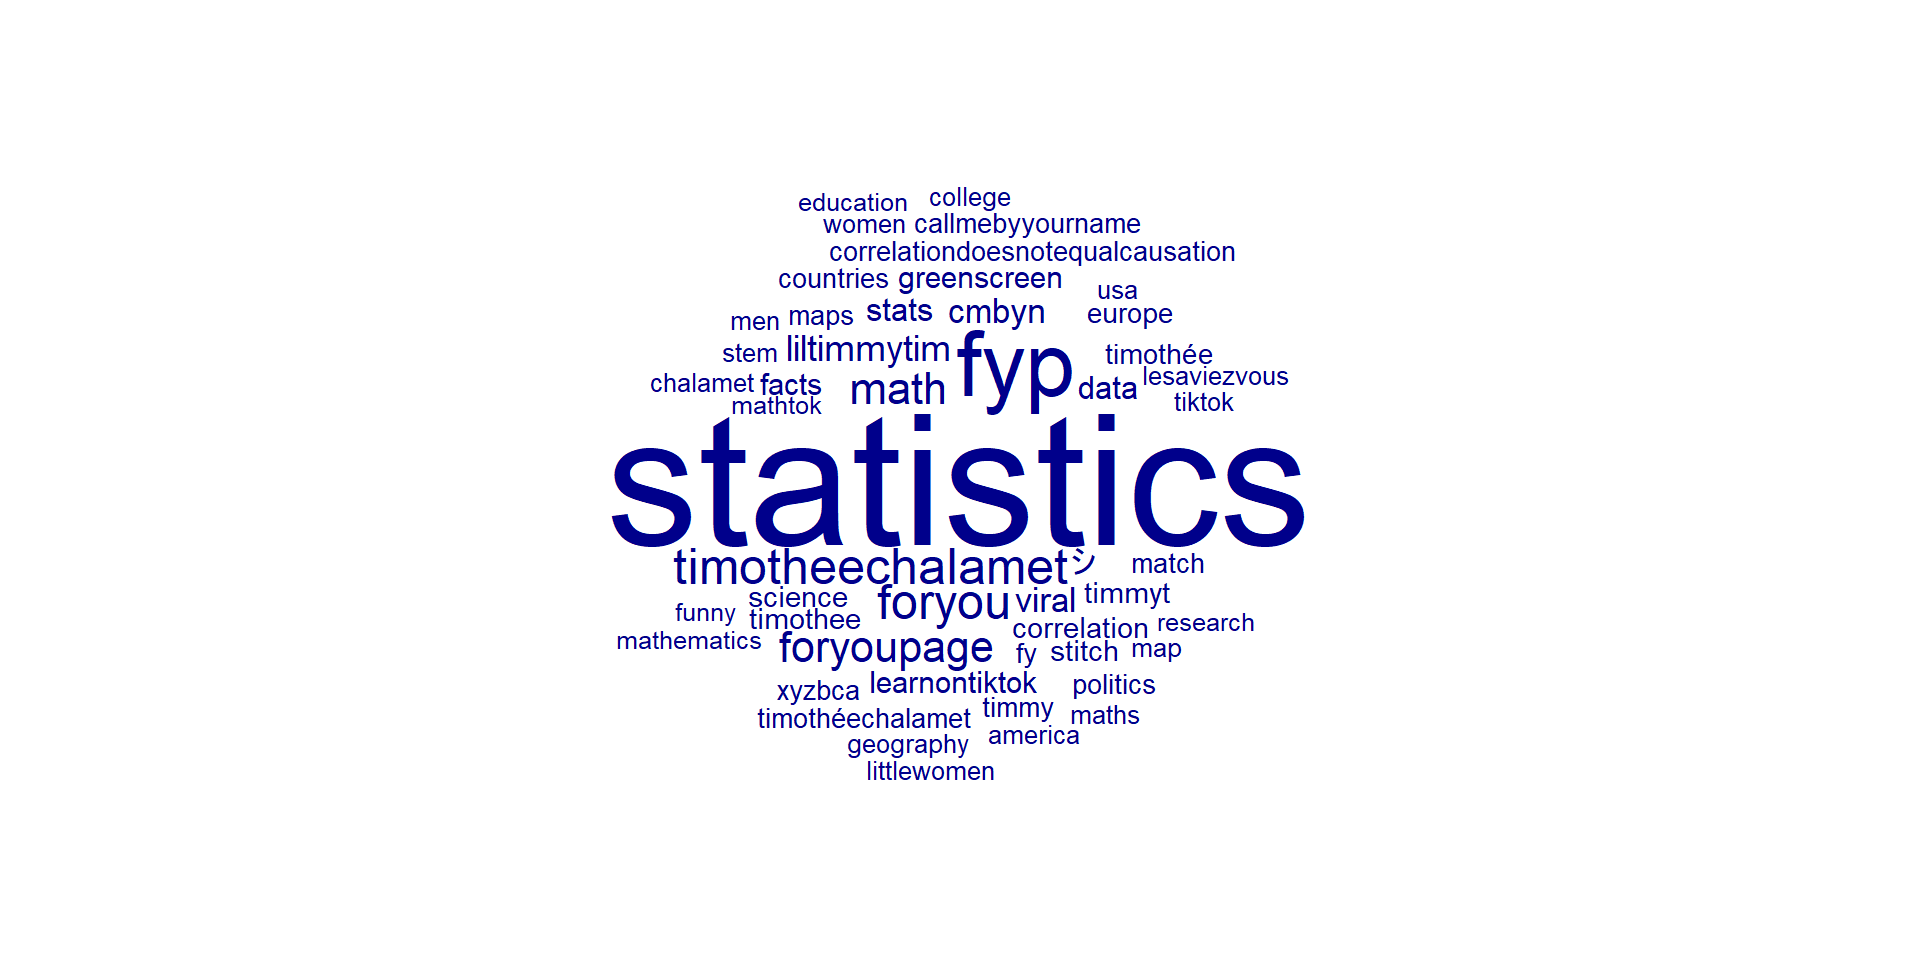 education college
women callmebyyourname
correlationdoesnotequalcausation
countries greenscreen
usa
men maps stats cmbyn europe
stem liltimmytim fyp timothée
chalamet facts math data lesaviezvous
mathtok tiktok
statistics
timotheechalamet シ match
science foryou viral timmyt
funny timothee correlation research
mathematics foryoupage fy stitch map
xyzbca learnontiktok politics
timothéechalamet timmy maths
geography america
littlewomen